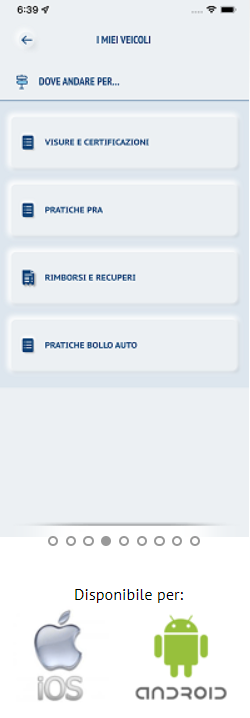 6:39
I MIEI VEICOLI
DOVE ANDARE PER...
VISURE E CERTIFICAZIONI
PRATICHE PRA
RIMBORSI E RECUPERI
PRATICHE BOLLO AUTO
Disponibile per:
iOS
ANDROID